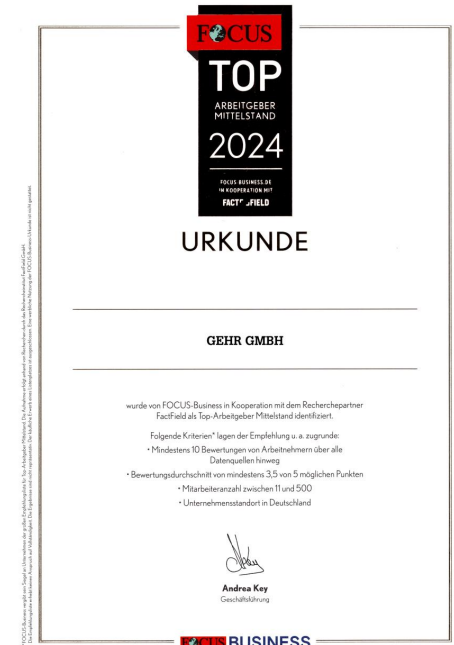 FOCUS
TOP
ARBEITGEBER
MITTELSTAND
2024
FOCUS-BUSINESS.DE
IN KOOPERATION MIT
FACTFIELD
URKUNDE
GEHR GMBH
wurde von FOCUS-Business in Kooperation mit dem Recherchepartner
FactField als Top-Arbeitgeber Mittelstand identifiziert.
Folgende Kriterien* lagen der Empfehlung u. a. zugrunde:
• Mindestens 10 Bewertungen von Arbeitnehmern über alle
Datenquellen hinweg
• Bewertungsdurchschnitt von mindestens 3,5 von 5 möglichen Punkten
• Mitarbeiteranzahl zwischen 11 und 500
• Unternehmensstandort in Deutschland
Andrea Key
Geschäftsführung
FOCUS BUSINESS